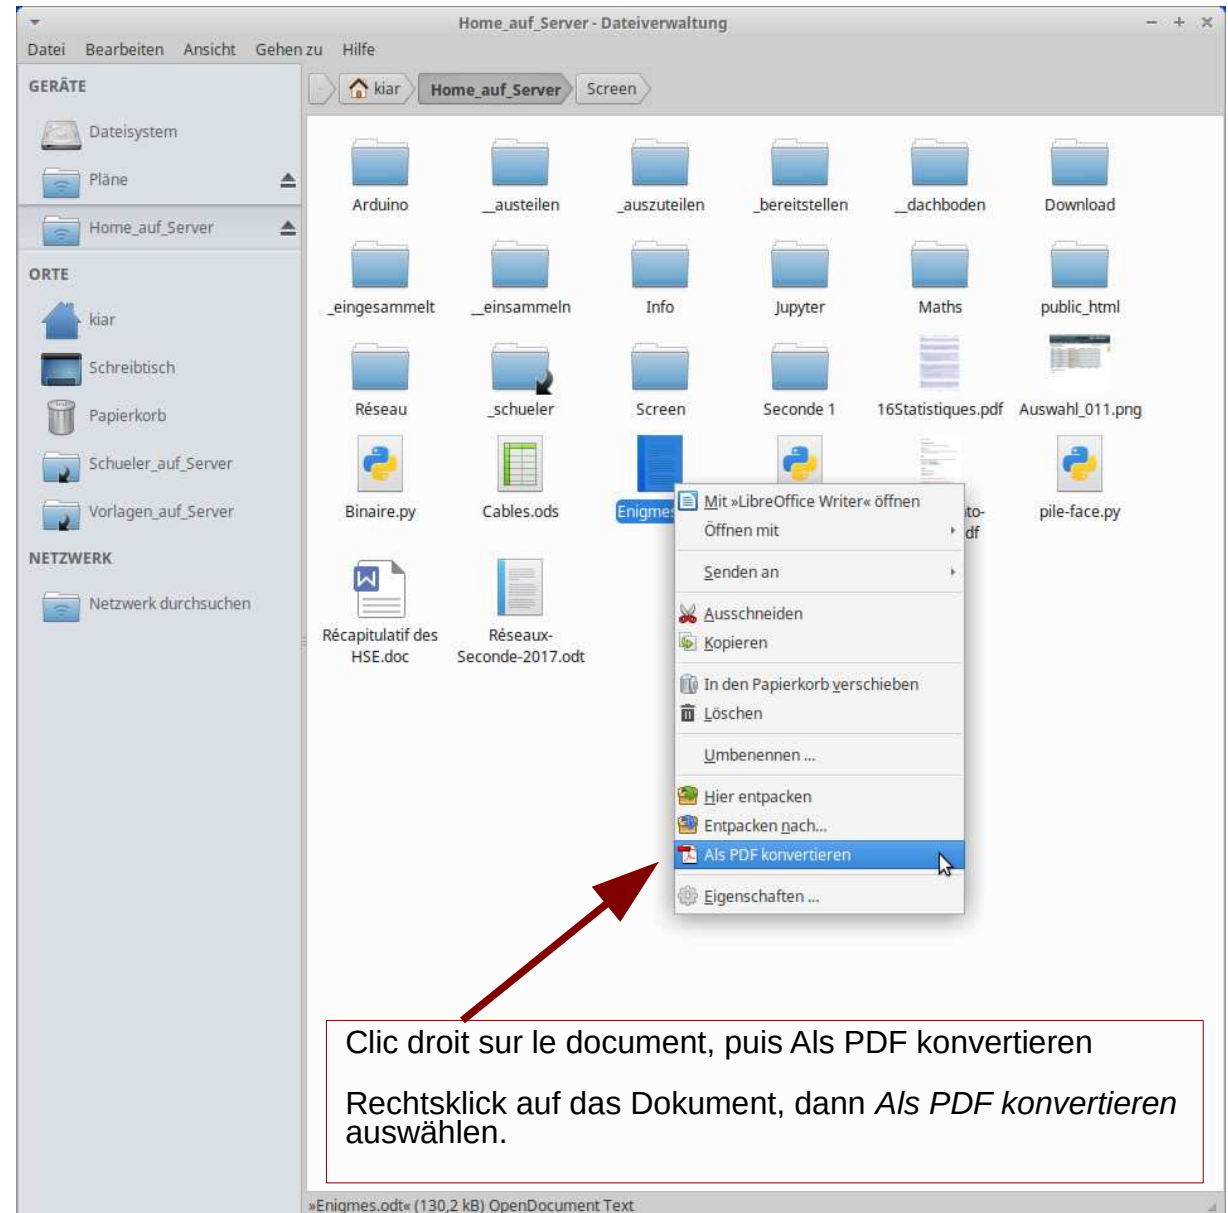 Home_auf_Server - Dateiverwaltung
Datei Bearbeiten Ansicht Gehen zu Hilfe
GERÄTE
Dateisystem
Pläne
Home_auf_Server
ORTE
kiar
Schreibtisch
Papierkorb
Schueler_auf_Server
Vorlagen_auf_Server
NETZWERK
Netzwerk durchsuchen
kiar Home_auf_Server Screen
Arduino __austeilen _auszuteilen _bereitstellen __dachboden Download
_eingesammelt __einsammeln Info Jupyter Maths public_html
Réseau _schueler Screen Seconde 1 16Statistiques.pdf Auswahl_011.png
Binaire.py Cables.ods Enigmes to- pile-face.py
df
Récapitulatif des Réseaux-
HSE.doc Seconde-2017.odt
Mit »LibreOffice Writer« öffnen
Öffnen mit
Senden an
Ausschneiden
Kopieren
In den Papierkorb verschieben
Löschen
Umbenennen ...
Hier entpacken
Entpacken nach...
Als PDF konvertieren
Eigenschaften ...
Clic droit sur le document, puis Als PDF konvertieren
Rechtsklick auf das Dokument, dann Als PDF konvertieren
auswählen.
»Enigmes.odt« (130,2 kB) OpenDocument Text